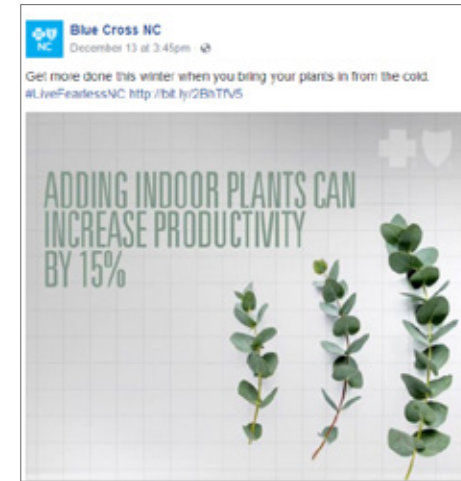 Blue Cross NC
NC
December 13 at 3:45pm
Get more done this winter when you bring your plants in from the cold.
#LiveFearlessNC http://bit.ly/2BhTfV5
ADDING INDOOR PLANTS CAN
INCREASE PRODUCTIVITY
BY 15%